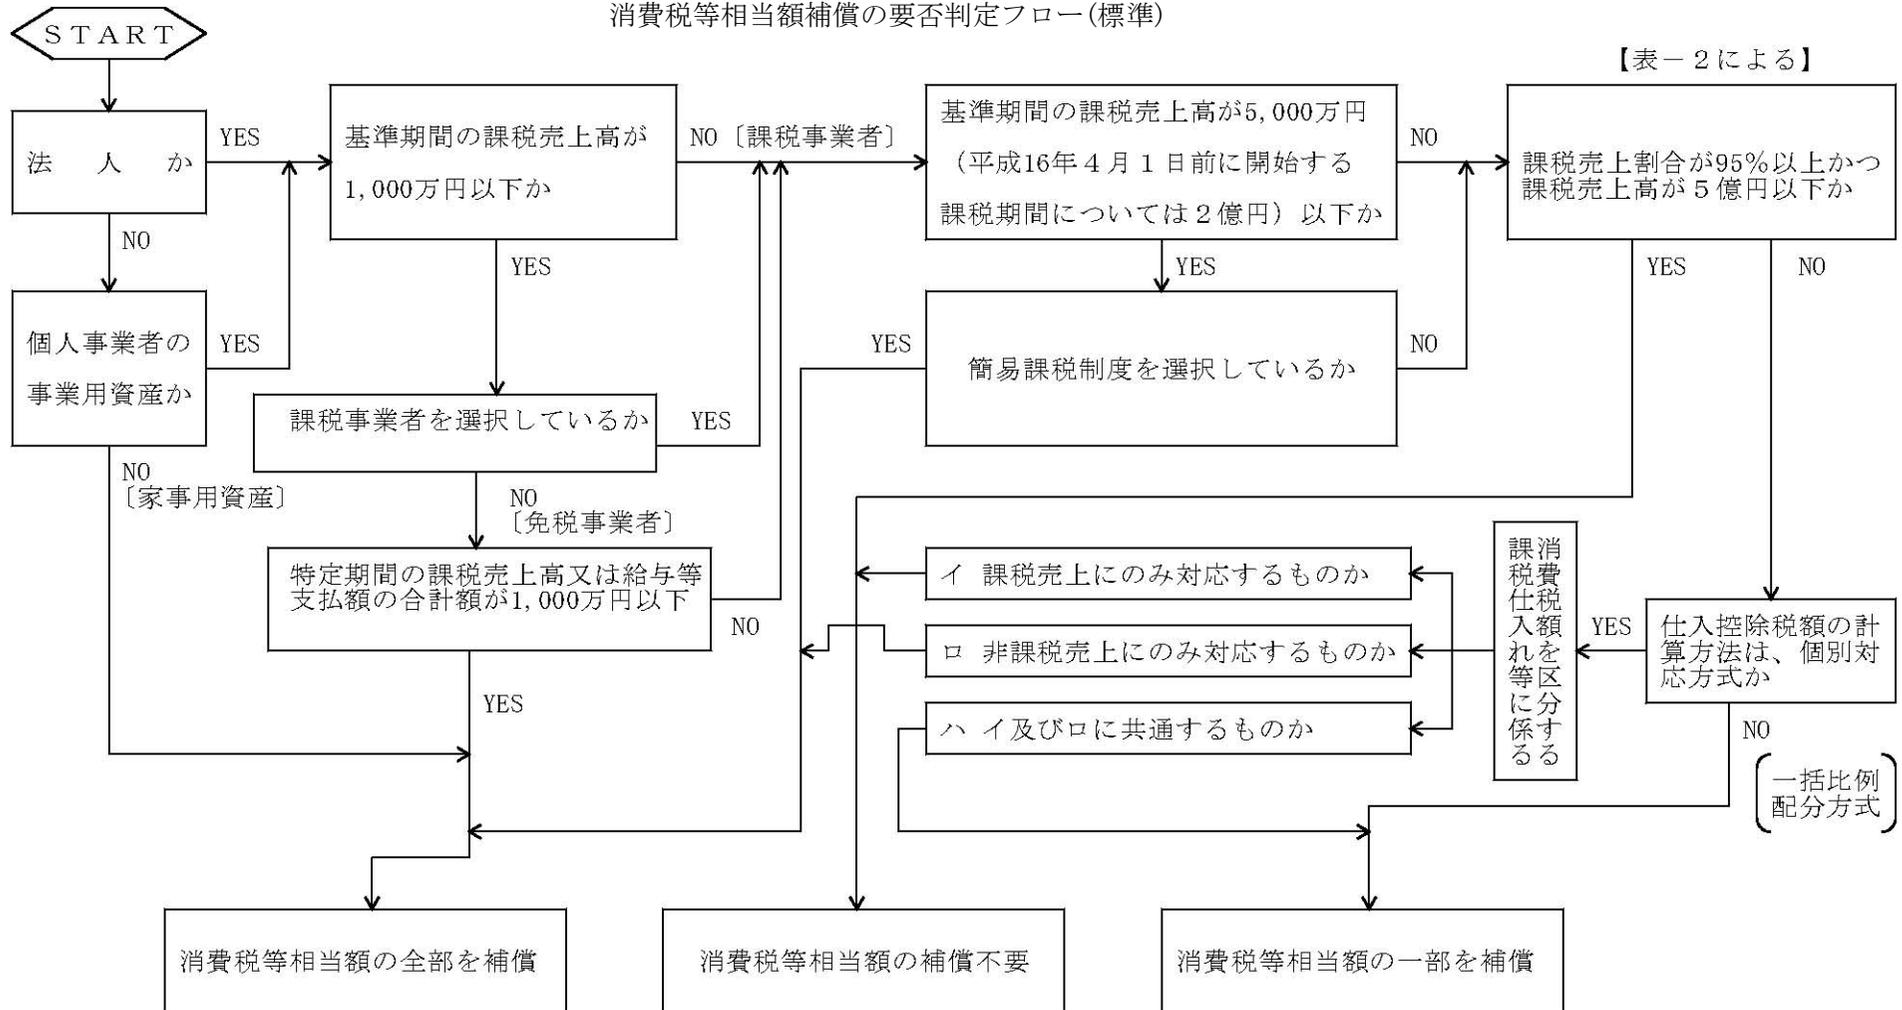 消費税等相当額補償の要否判定フロー(標準)
START
【表－２による】
法　人　か
YES
NO
基準期間の課税売上高が
1,000万円以下か
NO〔課税事業者〕
YES
基準期間の課税売上高が5,000万円
（平成16年４月１日前に開始する
課税期間については２億円）以下か
NO
YES
課税売上割合が95%以上かつ
課税売上高が５億円以下か
YES
NO
個人事業者の
事業用資産か
YES
NO
〔家事用資産〕
課税事業者を選択しているか
YES
NO
〔免税事業者〕
簡易課税制度を選択しているか
YES
NO
特定期間の課税売上高又は給与等
支払額の合計額が1,000万円以下
NO
YES
イ 課税売上にのみ対応するものか
ロ 非課税売上にのみ対応するものか
ハ イ及びロに共通するものか
消費税額を区分する
課税仕入れ等に係る
YES
仕入控除税額の計
算方法は、個別対
応方式か
NO
一括比例
配分方式
消費税等相当額の全部を補償
消費税等相当額の補償不要
消費税等相当額の一部を補償